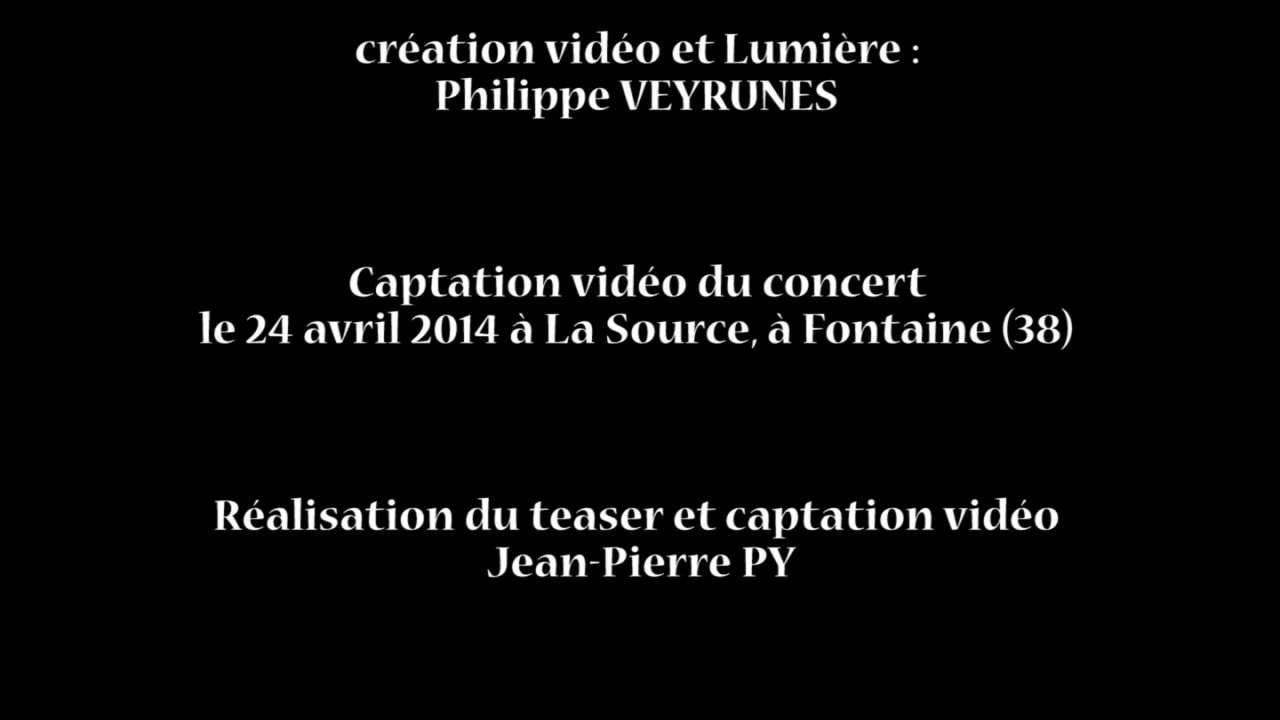 création vidéo et Lumière :
Philippe VEYRUNES
Captation vidéo du concert
le 24 avril 2014 à La Source, à Fontaine (38)
Réalisation du teaser et captation vidéo
Jean-Pierre PY